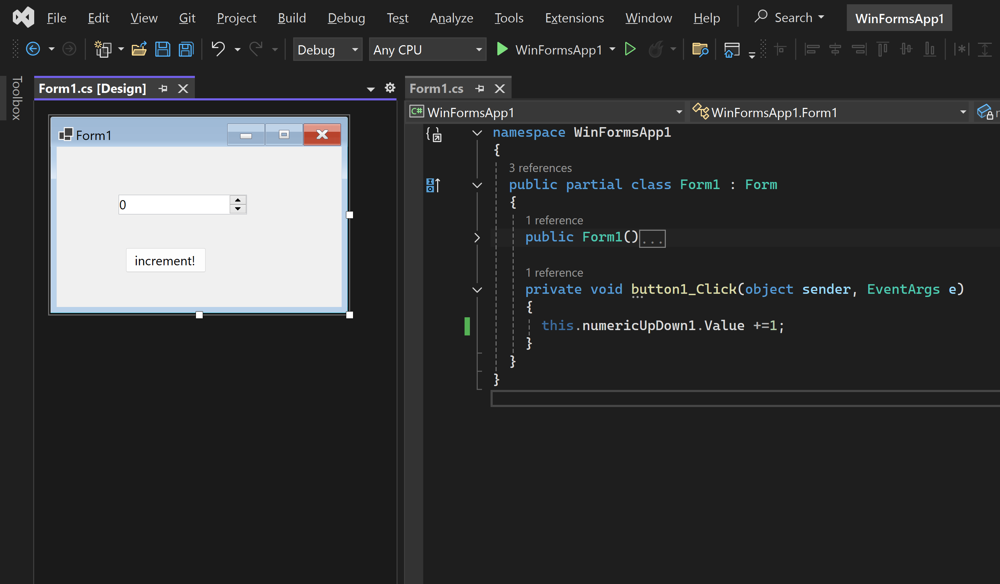 File Edit View Git Project Build Debug Test Analyze Tools Extensions Window Help Search WinFormsApp1
Debug Any CPU WinFormsApp1
Toolbox
Form1.cs [Design]
Form1
0
increment!
Form1.cs
C# WinFormsApp1 WinFormsApp1.Form1
namespace WinFormsApp1
{
3 references
public partial class Form1 : Form
{
1 reference
public Form1()...
1 reference
private void button1_Click(object sender, EventArgs e)
{
this.numericUpDown1.Value +=1;
}
}
}